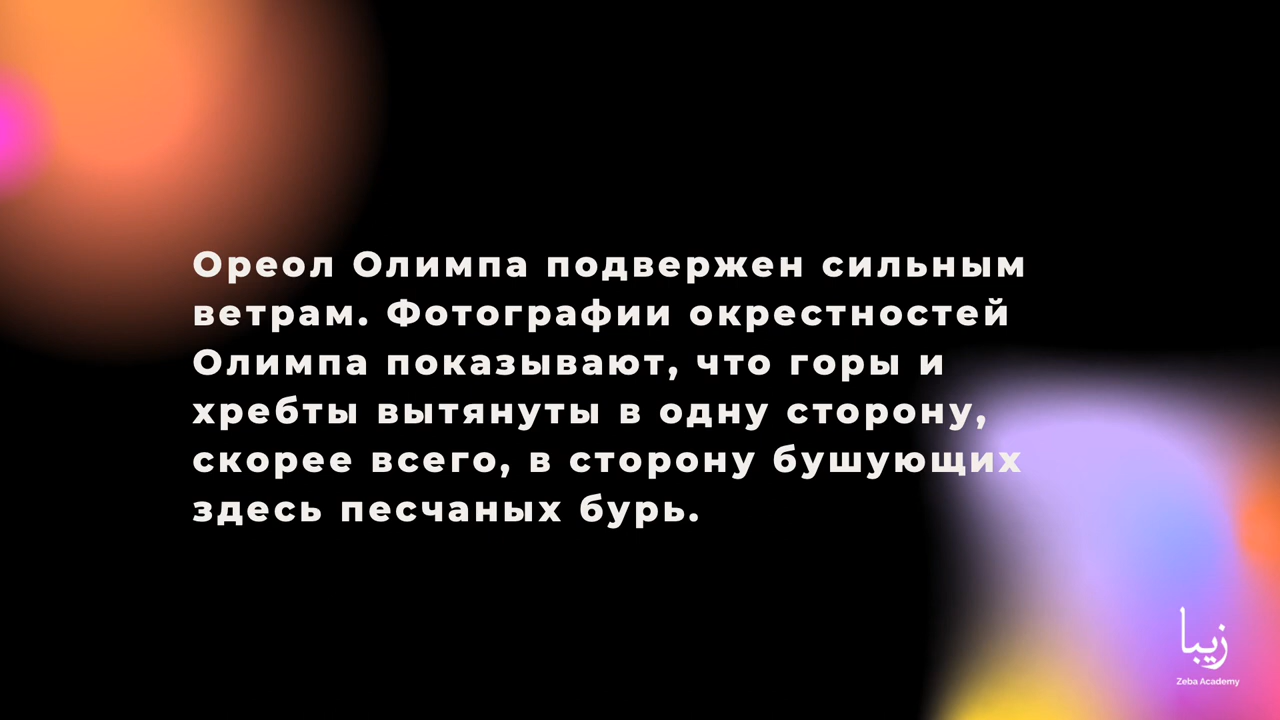 Ореол Олимпа подвержен сильным
ветрам. Фотографии окрестностей
Олимпа показывают, что горы и
хребты вытянуты в одну сторону,
скорее всего, в сторону бушующих
здесь песчаных бурь.
زيبا
Zeba Academy